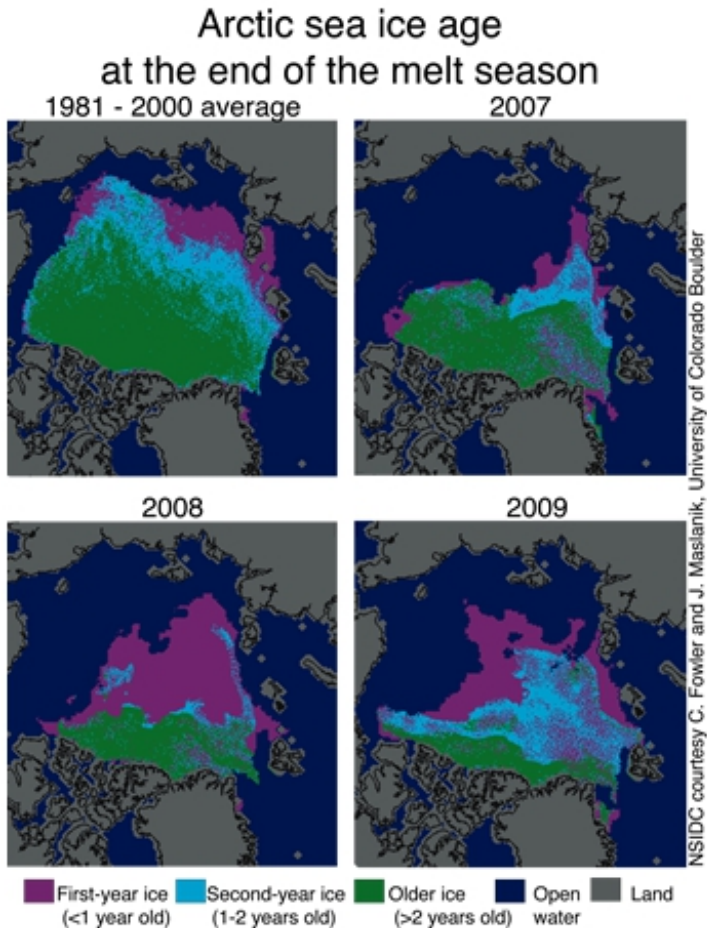 Arctic sea ice age
at the end of the melt season
1981 - 2000 average
2007
2008
2009
NSIDC courtesy C. Fowler and J. Maslanik, University of Colorado Boulder
First-year ice
(<1 year old)
Second-year ice
(1-2 years old)
Older ice
(>2 years old)
Open
water
Land